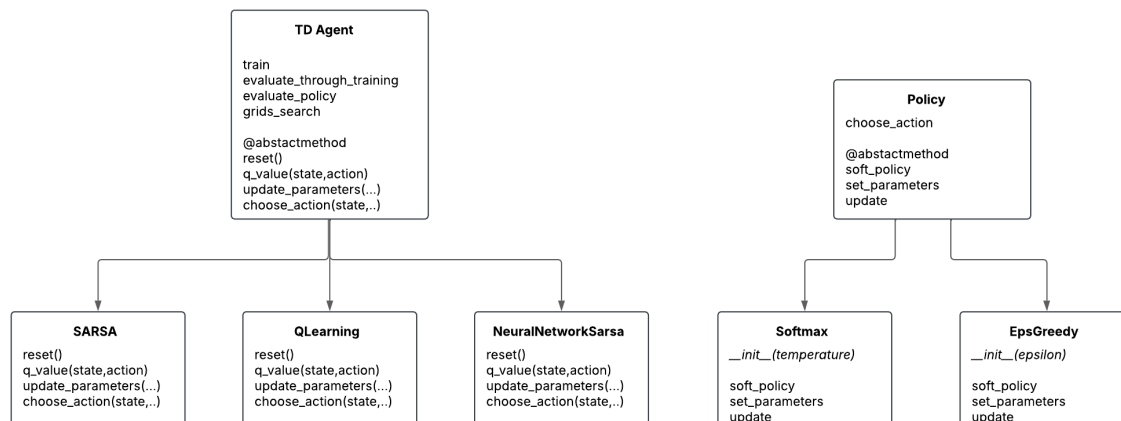 TD Agent
train
evaluate_through_training
evaluate_policy
grids_search
@abstactmethod
reset()
q_value(state,action)
update_parameters(...)
choose_action(state,..)
Policy
choose_action
@abstactmethod
soft_policy
set_parameters
update
SARSA
reset()
q_value(state,action)
update_parameters(...)
choose_action(state,..)
QLearning
reset()
q_value(state,action)
update_parameters(...)
choose_action(state,..)
NeuralNetworkSarsa
reset()
q_value(state,action)
update_parameters(...)
choose_action(state,..)
Softmax
__init__(temperature)
soft_policy
set_parameters
update
EpsGreedy
__init__(epsilon)
soft_policy
set_parameters
update